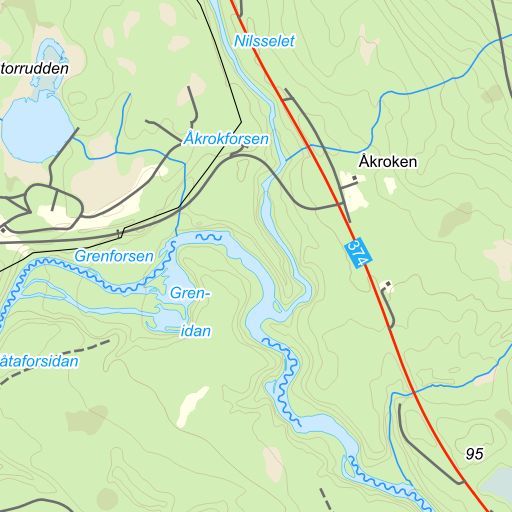 Nilsselet
torrudden
Åkrokforsen
Åkroken
374
Grenforsen
Gren-
idan
åtaforsidan
95